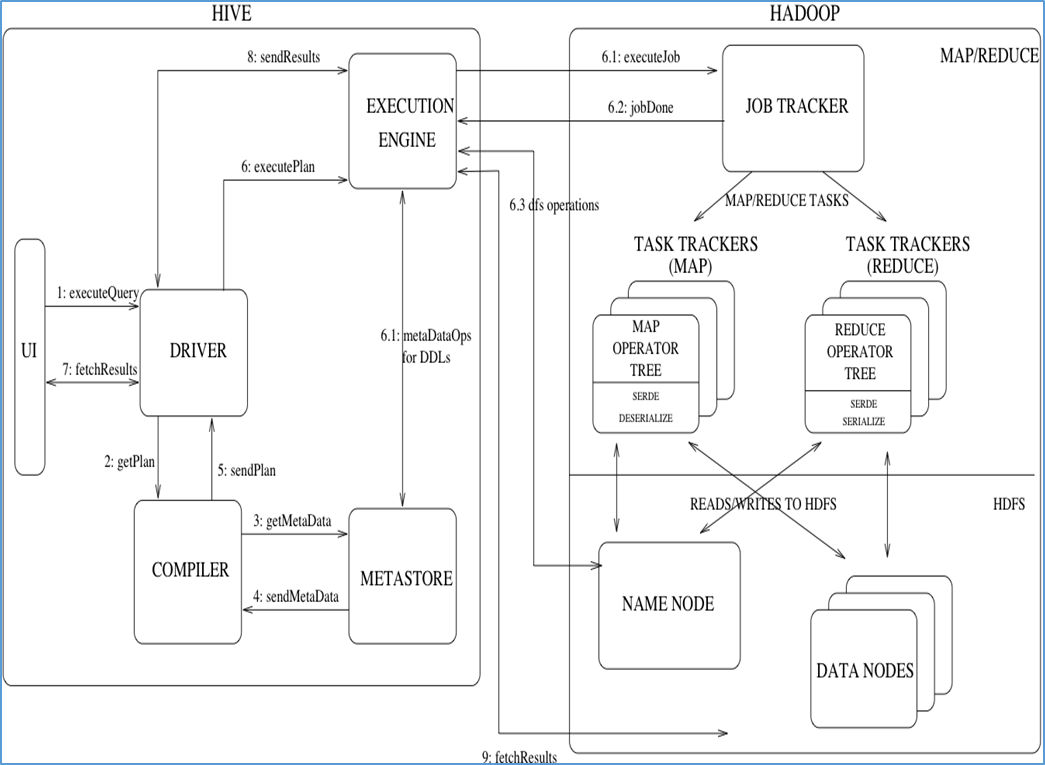 HIVE
HADOOP
MAP/REDUCE
8: sendResults
6.1: executeJob
EXECUTION
ENGINE
JOB TRACKER
6.2: jobDone
6: executePlan
6.3 dfs operations
MAP/REDUCE TASKS
TASK TRACKERS
(MAP)
TASK TRACKERS
(REDUCE)
1: executeQuery
UI
DRIVER
7: fetchResults
6.1: metaDataOps
for DDLs
MAP
OPERATOR
TREE
SERDE
DESERIALIZE
REDUCE
OPERATOR
TREE
SERDE
SERIALIZE
2: getPlan
5: sendPlan
READS/WRITES TO HDFS
HDFS
3: getMetaData
COMPILER
METASTORE
4: sendMetaData
NAME NODE
DATA NODES
9: fetchResults